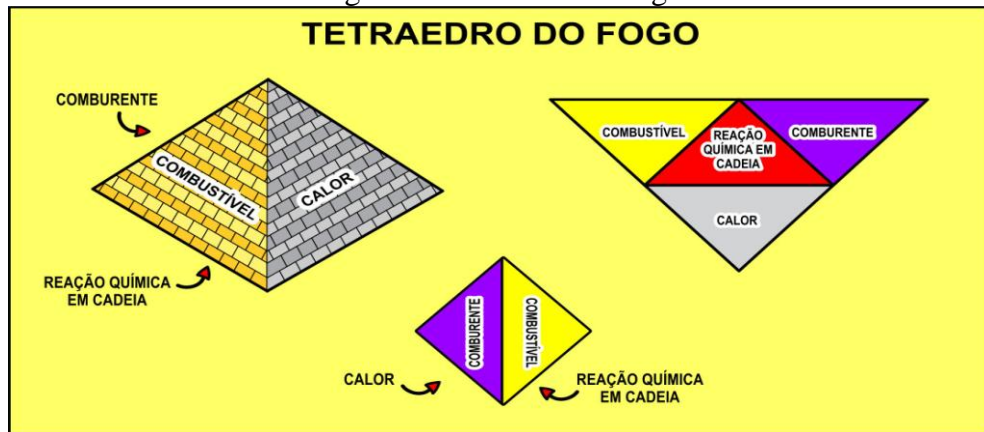 TETRAEDRO DO FOGO
COMBURENTE
COMBUSTÍVEL
CALOR
REAÇÃO QUÍMICA
EM CADEIA
COMBUSTÍVEL
REAÇÃO
QUÍMICA EM
CADEIA
COMBURENTE
CALOR
COMBURENTE
COMBUSTÍVEL
CALOR
REAÇÃO QUÍMICA
EM CADEIA